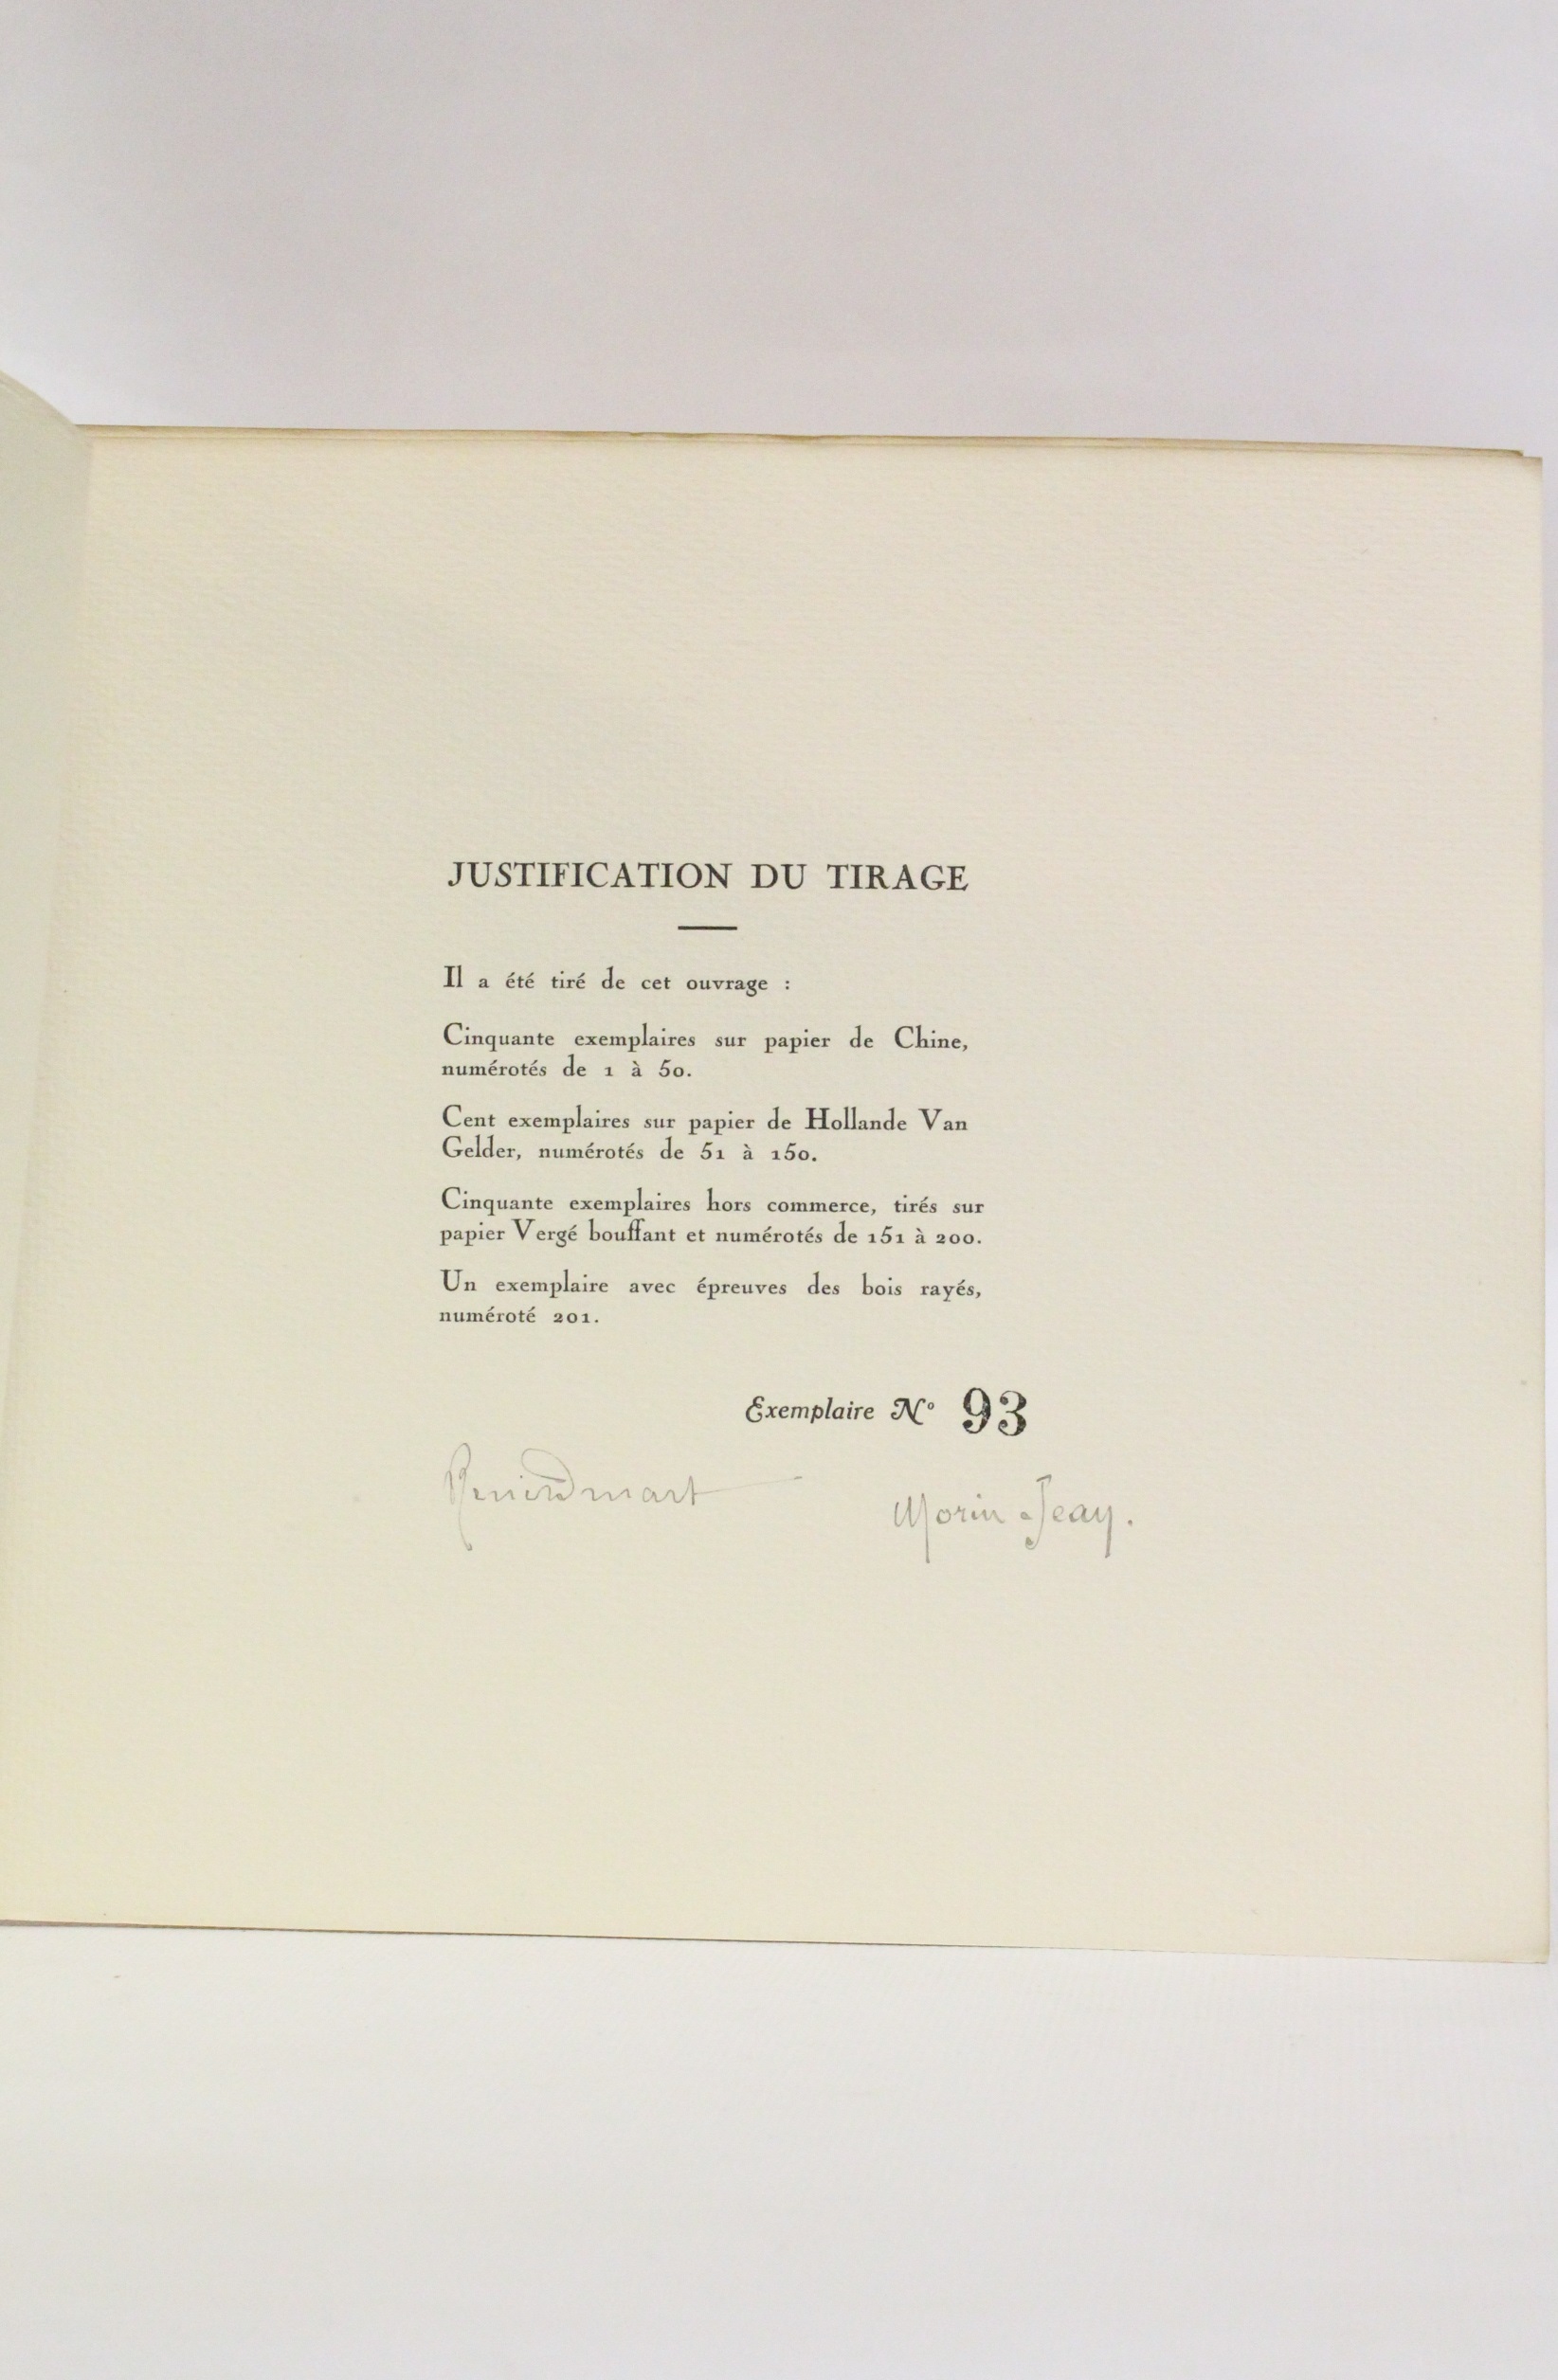 JUSTIFICATION DU TIRAGE
Il a été tiré de cet ouvrage :
Cinquante exemplaires sur papier de Chine,
numérotés de 1 à 50.
Cent exemplaires sur papier de Hollande Van
Gelder, numérotés de 51 à 150.
Cinquante exemplaires hors commerce, tirés sur
papier Vergé bouffant et numérotés de 151 à 200.
Un exemplaire avec épreuves des bois rayés,
numéroté 201.
Exemplaire N° 93
Morin-Jean.